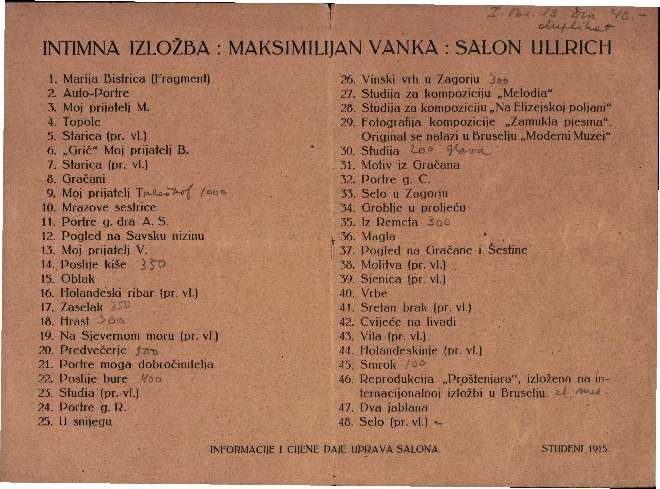 I. Br. 13 Din 40.-
duplikat
INTIMNA IZLOŽBA : MAKSIMILIJAN VANKA : SALON ULLRICH
1. Marija Bistrica (Fragment)
2. Auto-Portre
3. Moj prijatelj M.
4. Topole
5. Starica (pr. vl.)
6. „Grič“ Moj prijatelj B.
7. Starica (pr. vl.)
8. Gračani
9. Moj prijatelj T 1000
10. Mrazove sestrice
11. Portre g. dra A. S.
12. Pogled na Savsku nizinu
13. Moj prijatelj V.
14. Poslije kiše 350
15. Oblak
16. Holandeski ribar (pr. vl.)
17. Zaselak 350
18. Hrast 300
19. Na Sjevernom moru (pr. vl.)
20. Predvečerje 500
21. Portre moga dobročinitelja
22. Poslije bure 400
23. Studia (pr. vl.)
24. Portre g. R.
25. U snijegu
26. Vinski vrh u Zagorju 300
27. Studija za kompoziciju „Melodia“
28. Studija za kompoziciju „Na Elizejskoj poljani“
29. Fotografija kompozicije „Zamukla pjesma“.
Original se nalazi u Bruselju „Moderni Muzej“
30. Studija 200 glava
31. Motiv iz Gračana
32. Portre g. C.
33. Selo u Zagorju
34. Groblje u proljeću
35. Iz Remeta 300
36. Magla
37. Pogled na Gračane i Šestine
38. Molitva (pr. vl.)
39. Sjenica (pr. vl.)
40. Vrbe
41. Sretan brak (pr. vl.)
42. Cvijeće na livadi
43. Vila (pr. vl.)
44. Holandeskinje (pr. vl.)
45. Smrok 100
46. Reprodukcija „Proštenjara“, izložena na in-
ternacijonalnoj izložbi u Bruselju
47. Dva jablana
48. Selo (pr. vl.)
INFORMACIJE I CIJENE DAJE UPRAVA SALONA.
STUDENI 1915.